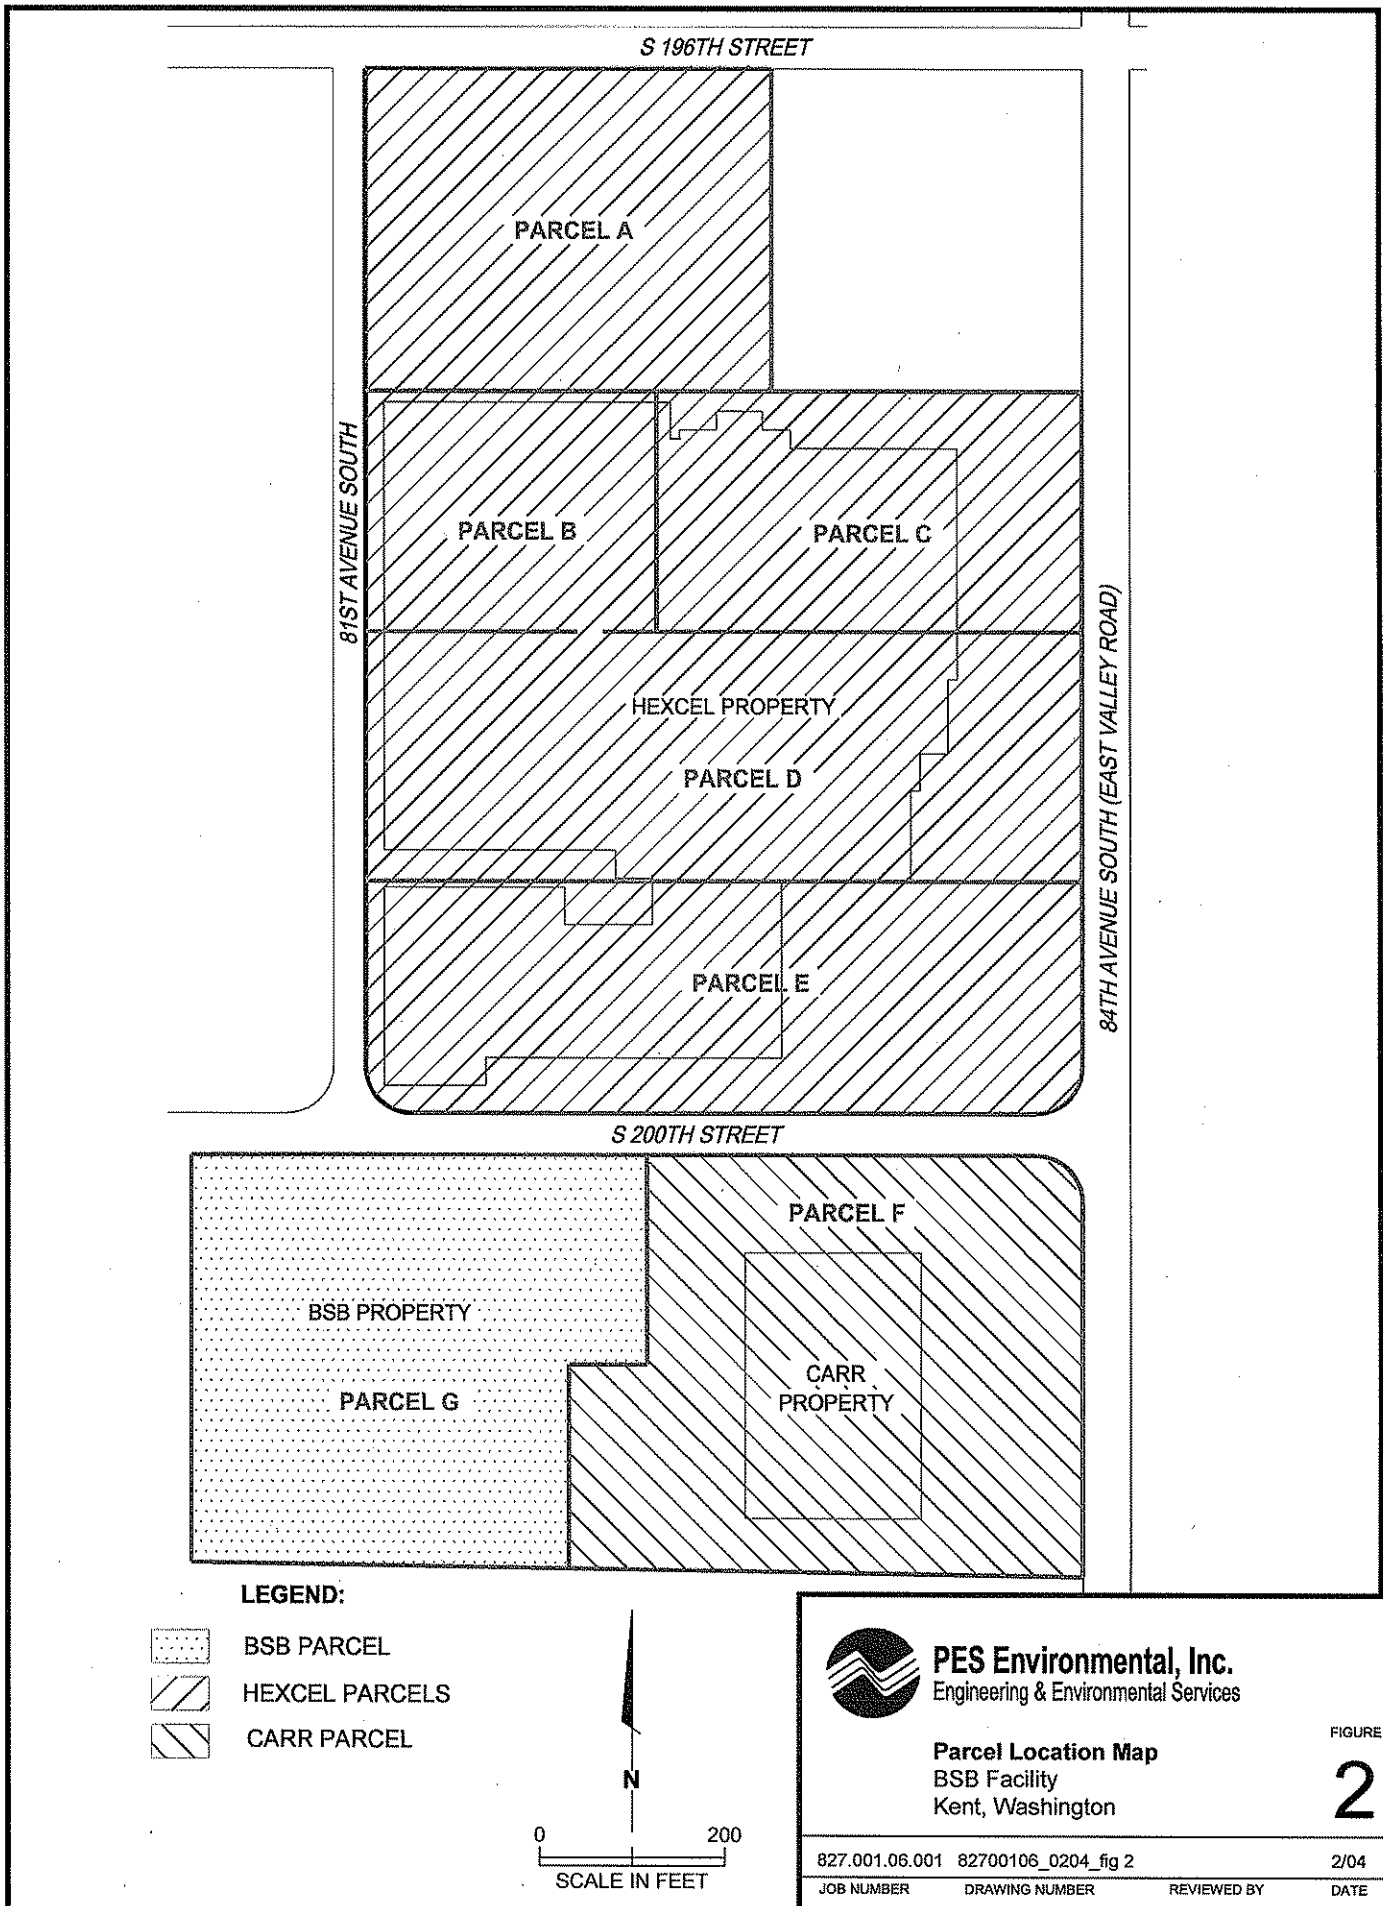 S 196TH STREET
PARCEL A
81ST AVENUE SOUTH
PARCEL B
PARCEL C
HEXCEL PROPERTY
PARCEL D
84TH AVENUE SOUTH (EAST VALLEY ROAD)
PARCEL E
S 200TH STREET
PARCEL F
BSB PROPERTY
CARR
PROPERTY
PARCEL G
LEGEND:
BSB PARCEL
HEXCEL PARCELS
CARR PARCEL
N
0 200
SCALE IN FEET
PES Environmental, Inc.
Engineering & Environmental Services
Parcel Location Map
BSB Facility
Kent, Washington
FIGURE
2
827.001.06.001 82700106_0204_fig 2 2/04
JOB NUMBER DRAWING NUMBER REVIEWED BY DATE